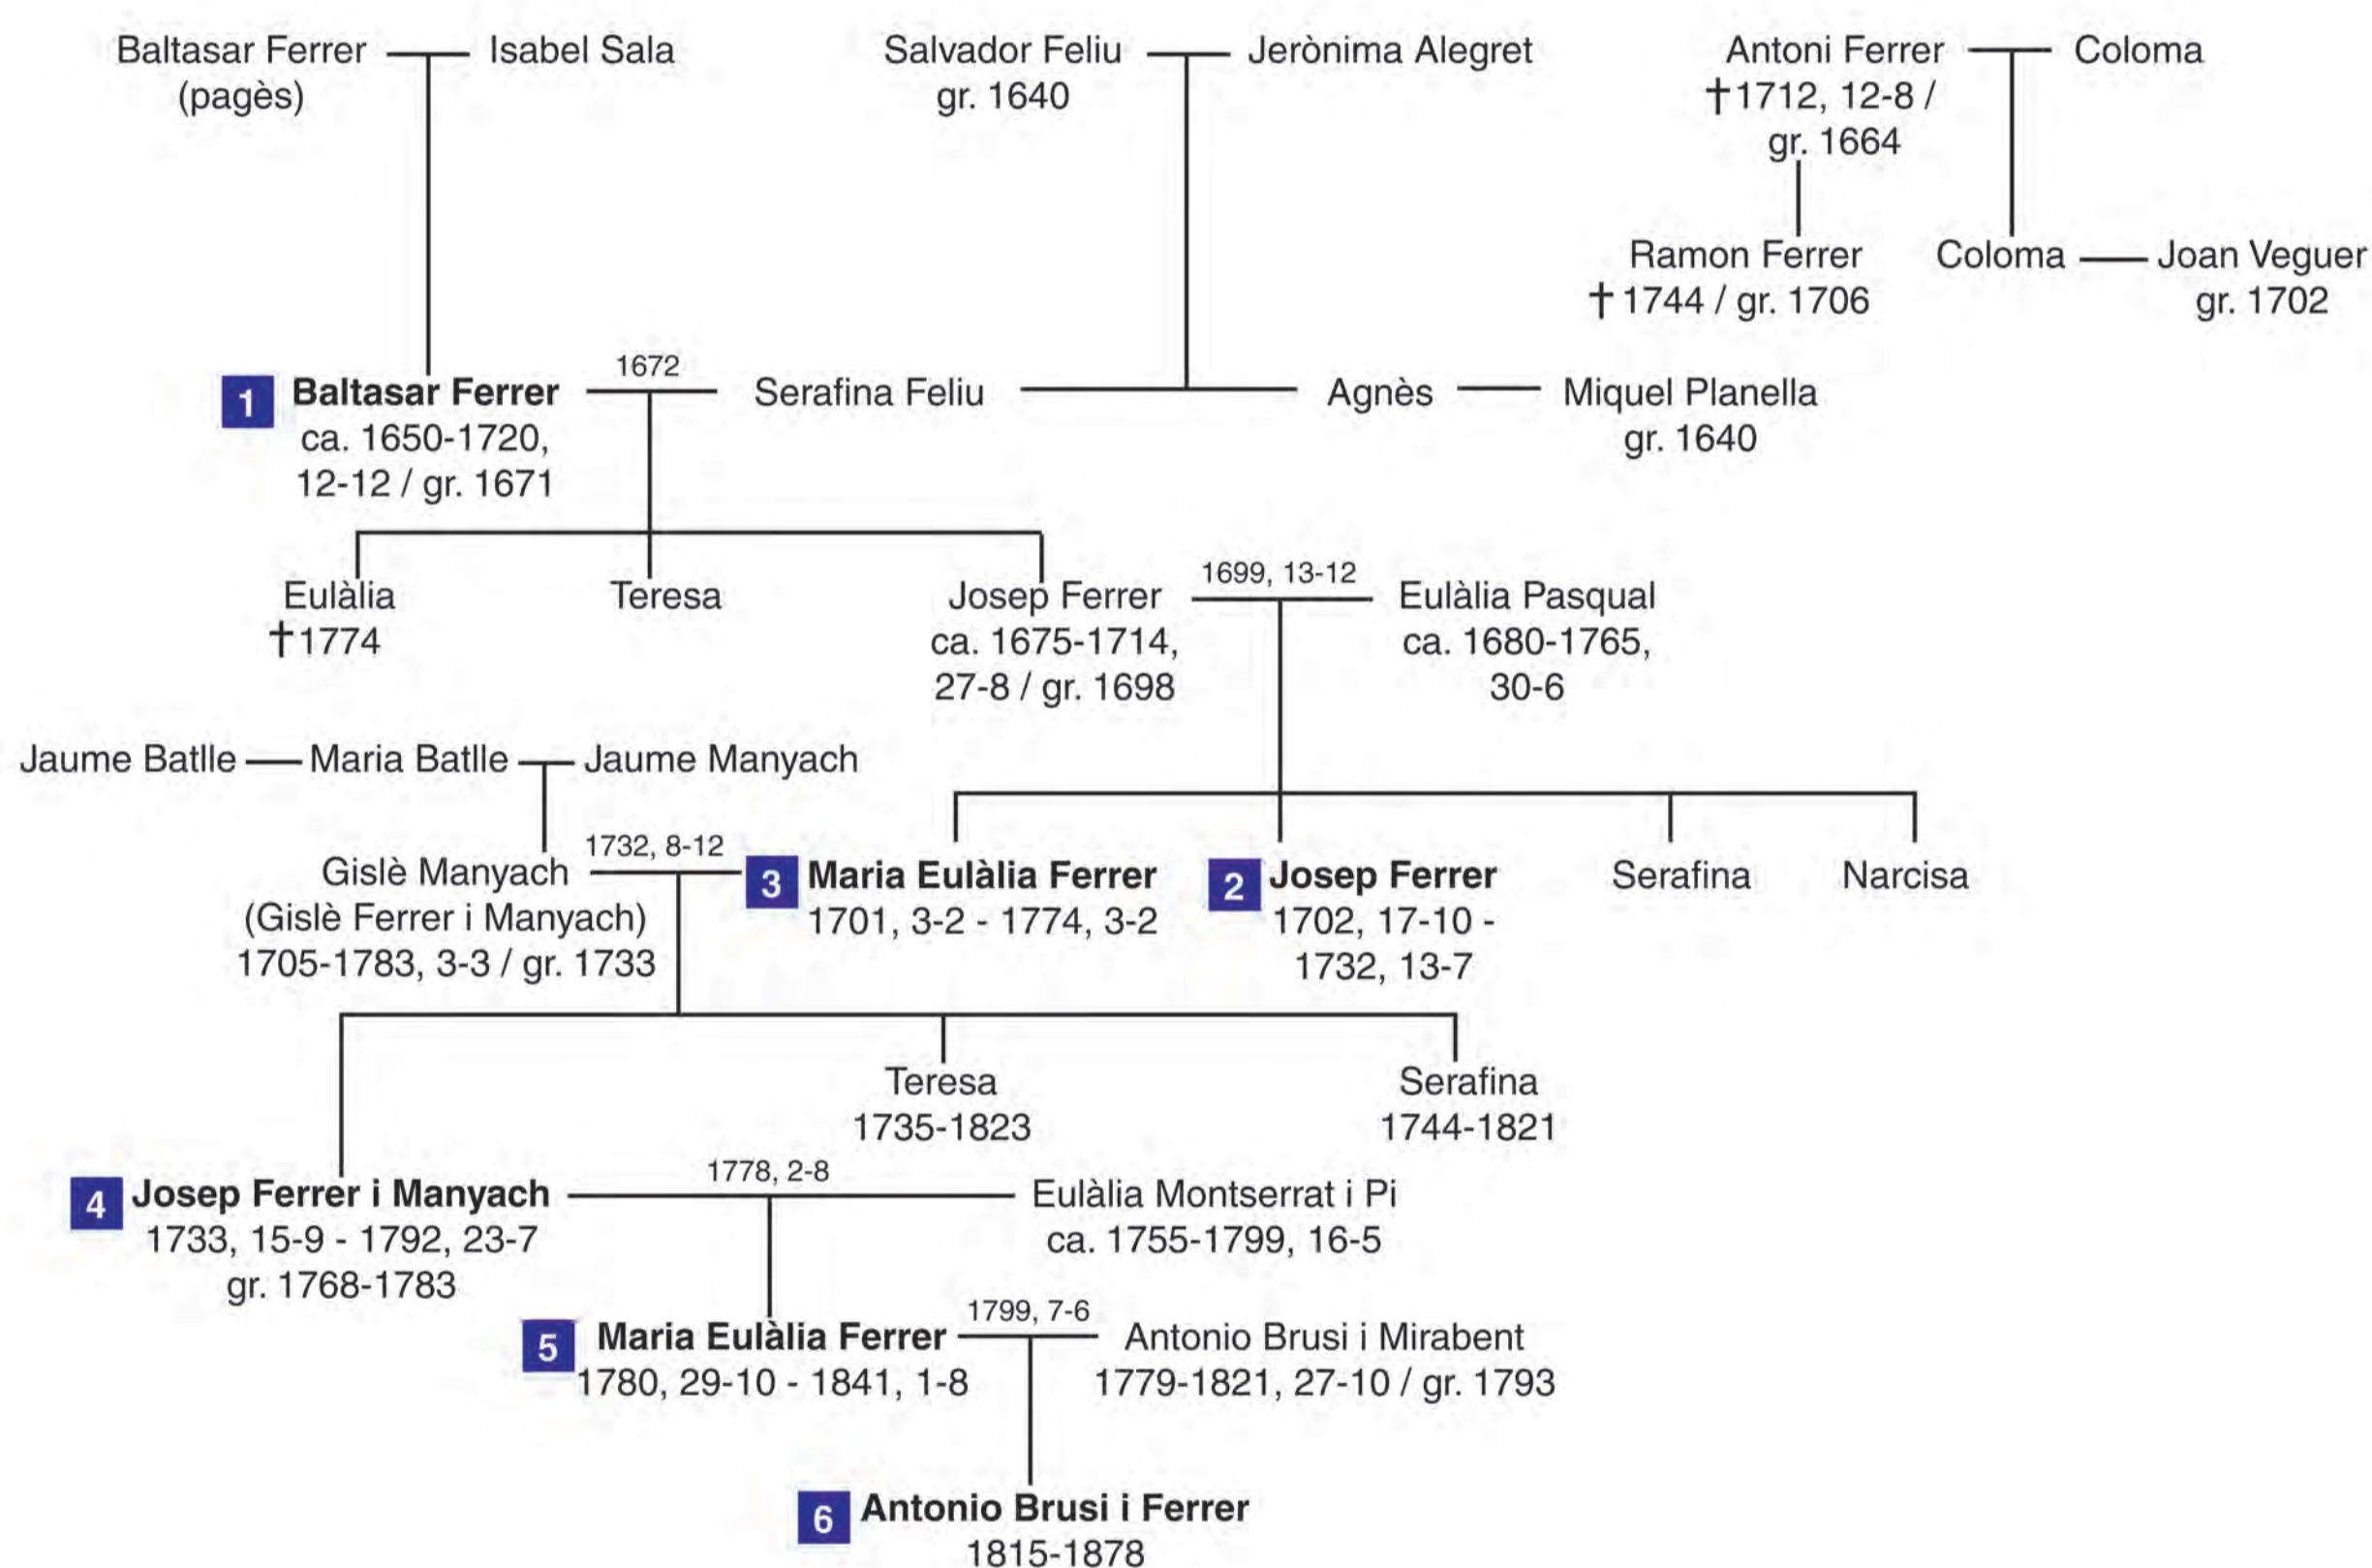 Baltasar Ferrer
(pagès)
Isabel Sala
Salvador Feliu
gr. 1640
Jerònima Alegret
Antoni Ferrer
†1712, 12-8 /
gr. 1664
Coloma
Ramon Ferrer
† 1744 / gr. 1706
Coloma
Joan Veguer
gr. 1702
1 Baltasar Ferrer
ca. 1650-1720,
12-12 / gr. 1671
1672
Serafina Feliu
Agnès
Miquel Planella
gr. 1640
Eulàlia
†1774
Teresa
Josep Ferrer
ca. 1675-1714,
27-8 / gr. 1698
1699, 13-12
Eulàlia Pasqual
ca. 1680-1765,
30-6
Jaume Batlle
Maria Batlle
Jaume Manyach
Gislè Manyach
(Gislè Ferrer i Manyach)
1705-1783, 3-3 / gr. 1733
1732, 8-12
3 Maria Eulàlia Ferrer
1701, 3-2 - 1774, 3-2
2 Josep Ferrer
1702, 17-10 -
1732, 13-7
Serafina
Narcisa
Teresa
1735-1823
Serafina
1744-1821
4 Josep Ferrer i Manyach
1733, 15-9 - 1792, 23-7
gr. 1768-1783
1778, 2-8
Eulàlia Montserrat i Pi
ca. 1755-1799, 16-5
5 Maria Eulàlia Ferrer
1780, 29-10 - 1841, 1-8
1799, 7-6
Antonio Brusi i Mirabent
1779-1821, 27-10 / gr. 1793
6 Antonio Brusi i Ferrer
1815-1878